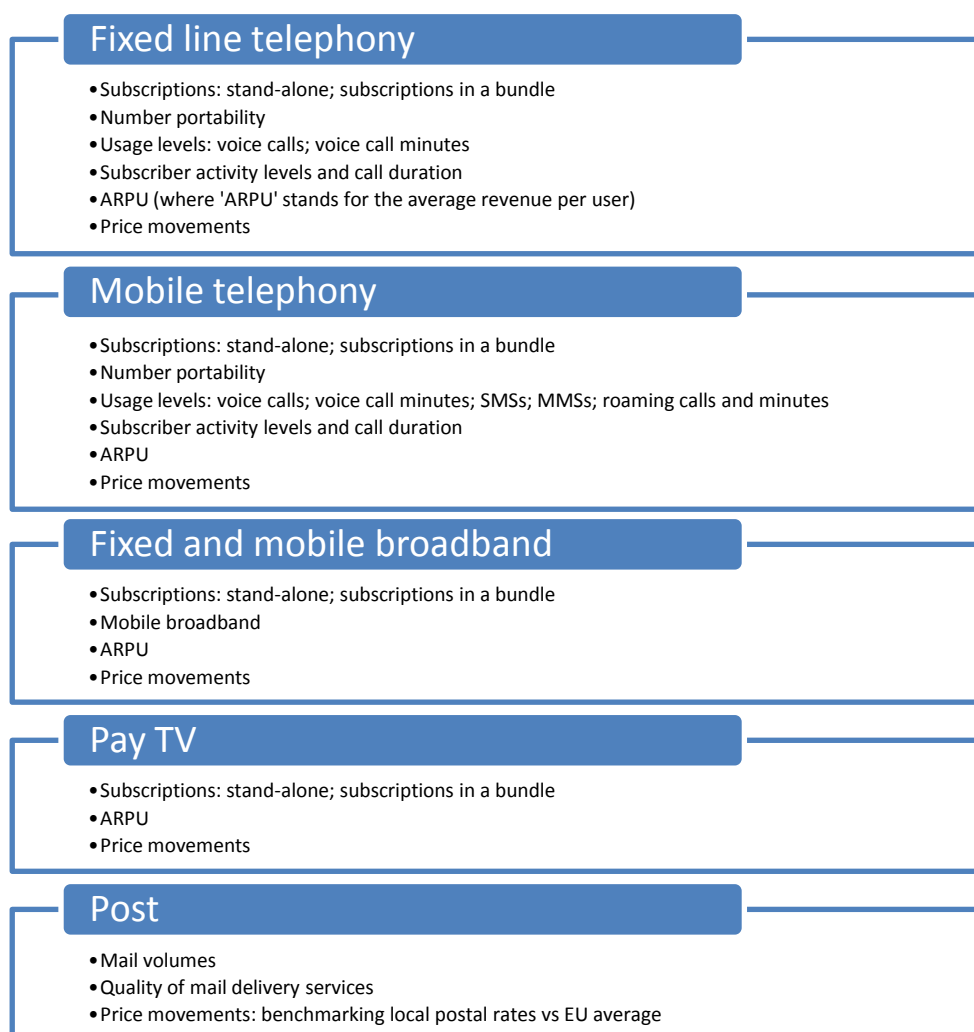 Fixed line telephony
•Subscriptions: stand-alone; subscriptions in a bundle
•Number portability
•Usage levels: voice calls; voice call minutes
•Subscriber activity levels and call duration
•ARPU (where 'ARPU' stands for the average revenue per user)
•Price movements
Mobile telephony
•Subscriptions: stand-alone; subscriptions in a bundle
•Number portability
•Usage levels: voice calls; voice call minutes; SMSs; MMSs; roaming calls and minutes
•Subscriber activity levels and call duration
•ARPU
•Price movements
Fixed and mobile broadband
•Subscriptions: stand-alone; subscriptions in a bundle
•Mobile broadband
•ARPU
•Price movements
Pay TV
•Subscriptions: stand-alone; subscriptions in a bundle
•ARPU
•Price movements
Post
•Mail volumes
•Quality of mail delivery services
•Price movements: benchmarking local postal rates vs EU average